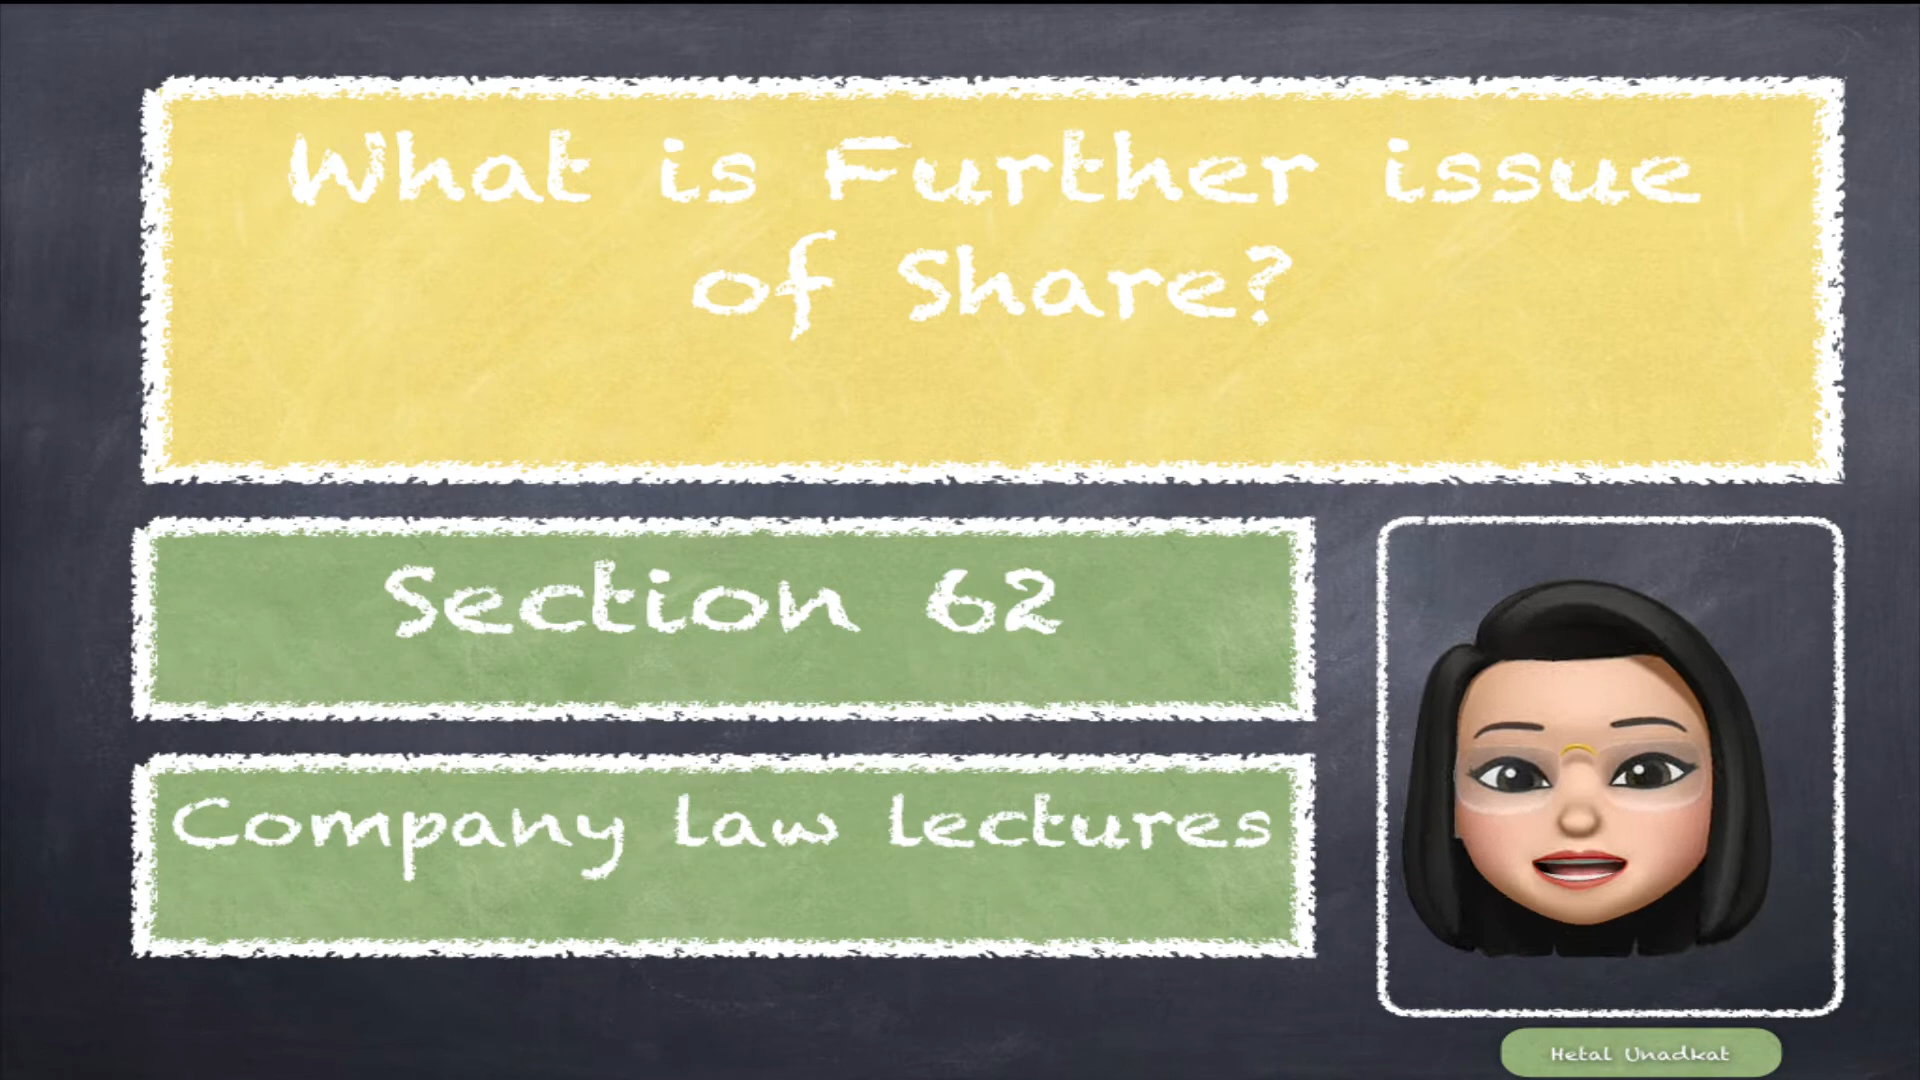 What is Further issue
of Share?
Section 62
Company law lectures
Hetal Unadkat